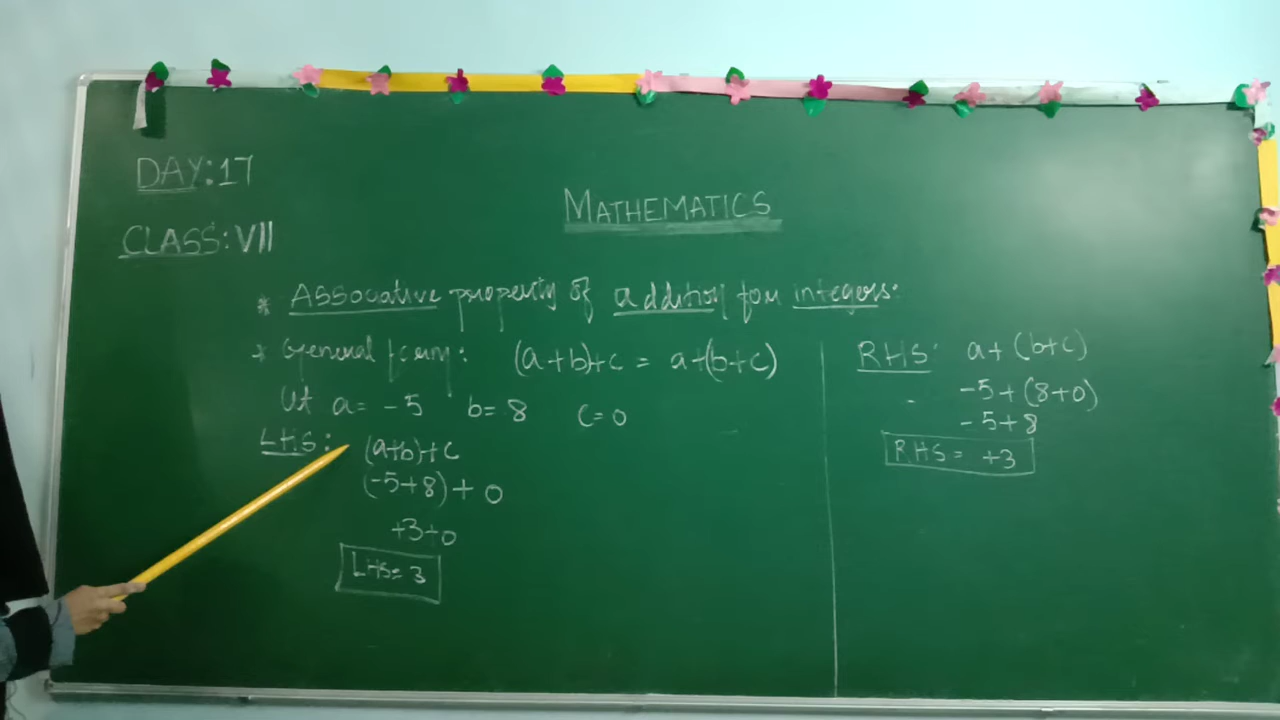 DAY:17
CLASS:VII
MATHEMATICS
* Associative property of addition for integers:
* General form: (a+b)+c = a+(b+c)
Let a= -5 b= 8 c=0
LHS: (a+b)+c
(-5+8)+0
+3+0
LHS= 3
RHS: a+(b+c)
-5+(8+0)
-5+8
RHS= +3